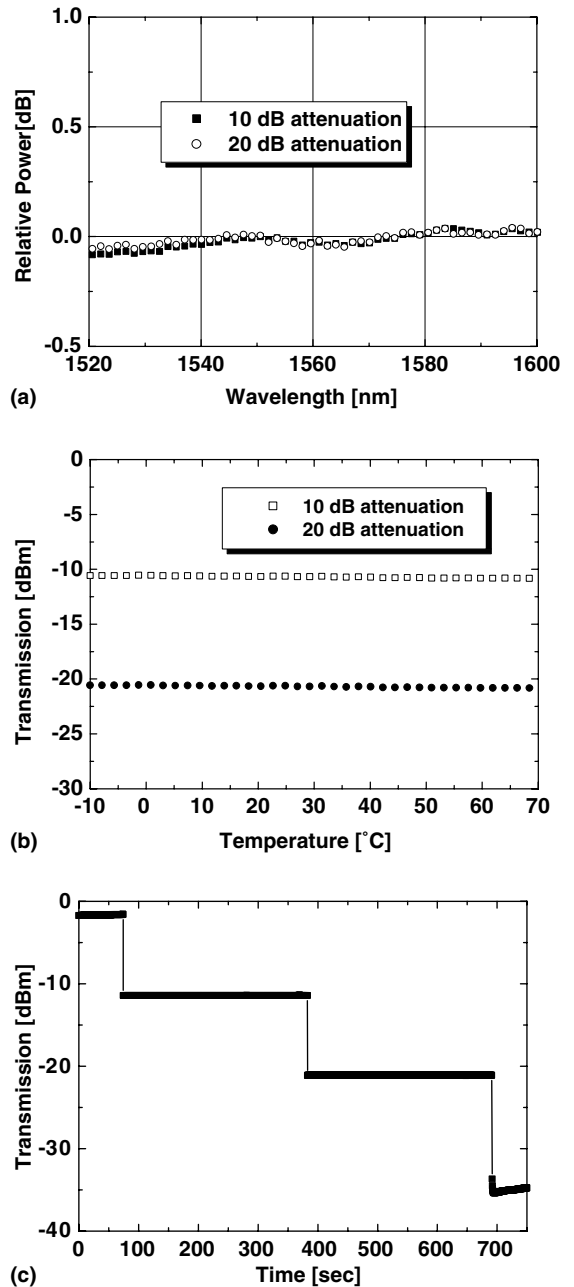 1.0
0.5
0.0
-0.5
Relative Power[dB]
10 dB attenuation
20 dB attenuation
1520 1540 1560 1580 1600
Wavelength [nm]
(a)
0
-5
-10
-15
-20
-25
-30
Transmission [dBm]
10 dB attenuation
20 dB attenuation
-10 0 10 20 30 40 50 60 70
Temperature [˚C]
(b)
0
-10
-20
-30
-40
Transmission [dBm]
0 100 200 300 400 500 600 700
Time [sec]
(c)